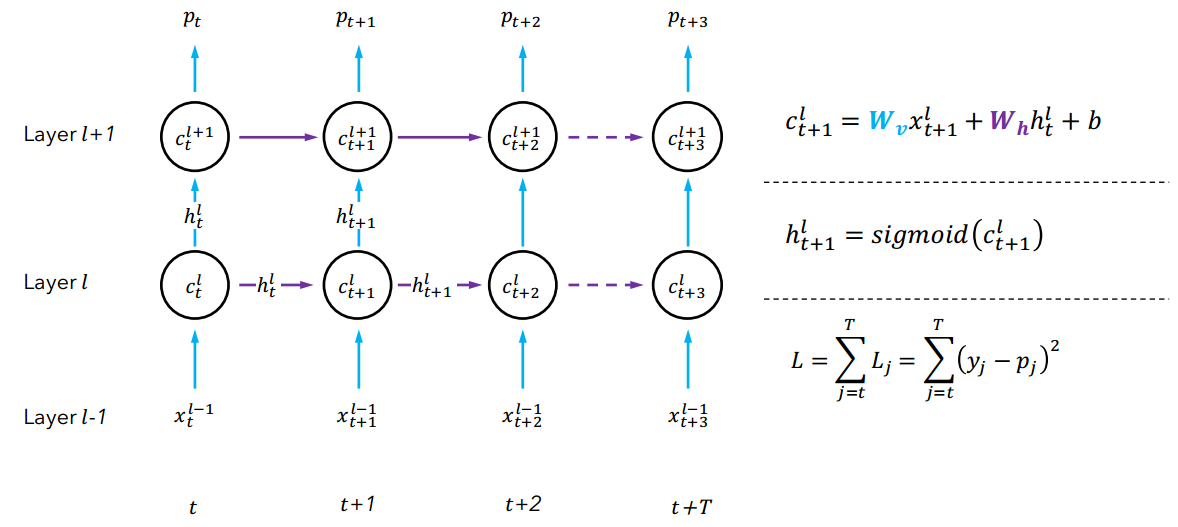 p_t p_{t+1} p_{t+2} p_{t+3}
Layer l+1 c_t^{l+1} c_{t+1}^{l+1} c_{t+2}^{l+1} c_{t+3}^{l+1}
h_t^l h_{t+1}^l
Layer l c_t^l h_t^l c_{t+1}^l h_{t+1}^l c_{t+2}^l c_{t+3}^l
Layer l-1 x_t^{l-1} x_{t+1}^{l-1} x_{t+2}^{l-1} x_{t+3}^{l-1}
t t+1 t+2 t+T
c_{t+1}^l = W_v x_{t+1}^l + W_h h_t^l + b
h_{t+1}^l = sigmoid(c_{t+1}^l)
L = \sum_{j=t}^{T} L_j = \sum_{j=t}^{T} (y_j − p_j)^2